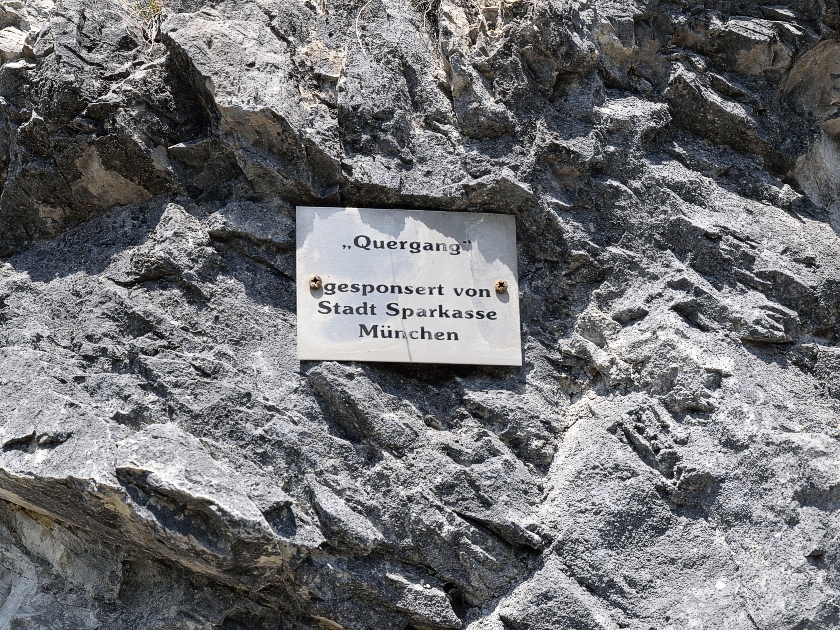 „Quergang“
gesponsert von
Stadt Sparkasse
München